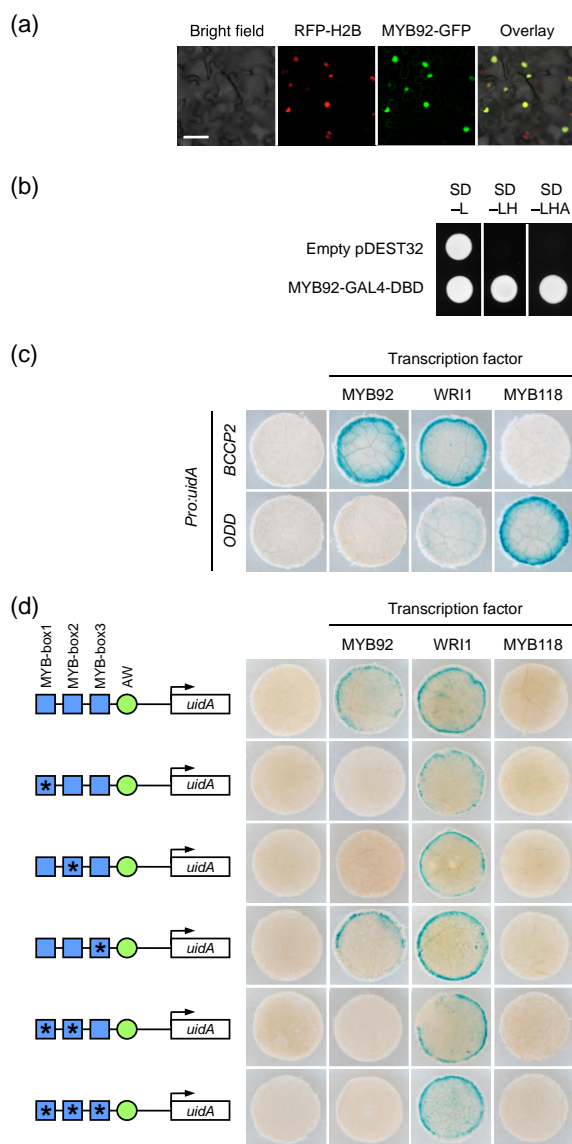 (a)
Bright field RFP-H2B MYB92-GFP Overlay
(b)
SD SD SD
–L –LH –LHA
Empty pDEST32
MYB92-GAL4-DBD
(c)
Transcription factor
MYB92 WRI1 MYB118
Pro:uidA
BCCP2
ODD
(d)
MYB-box1 MYB-box2 MYB-box3 AW
Transcription factor
MYB92 WRI1 MYB118
uidA
* uidA
* uidA
* uidA
* * uidA
* * * uidA